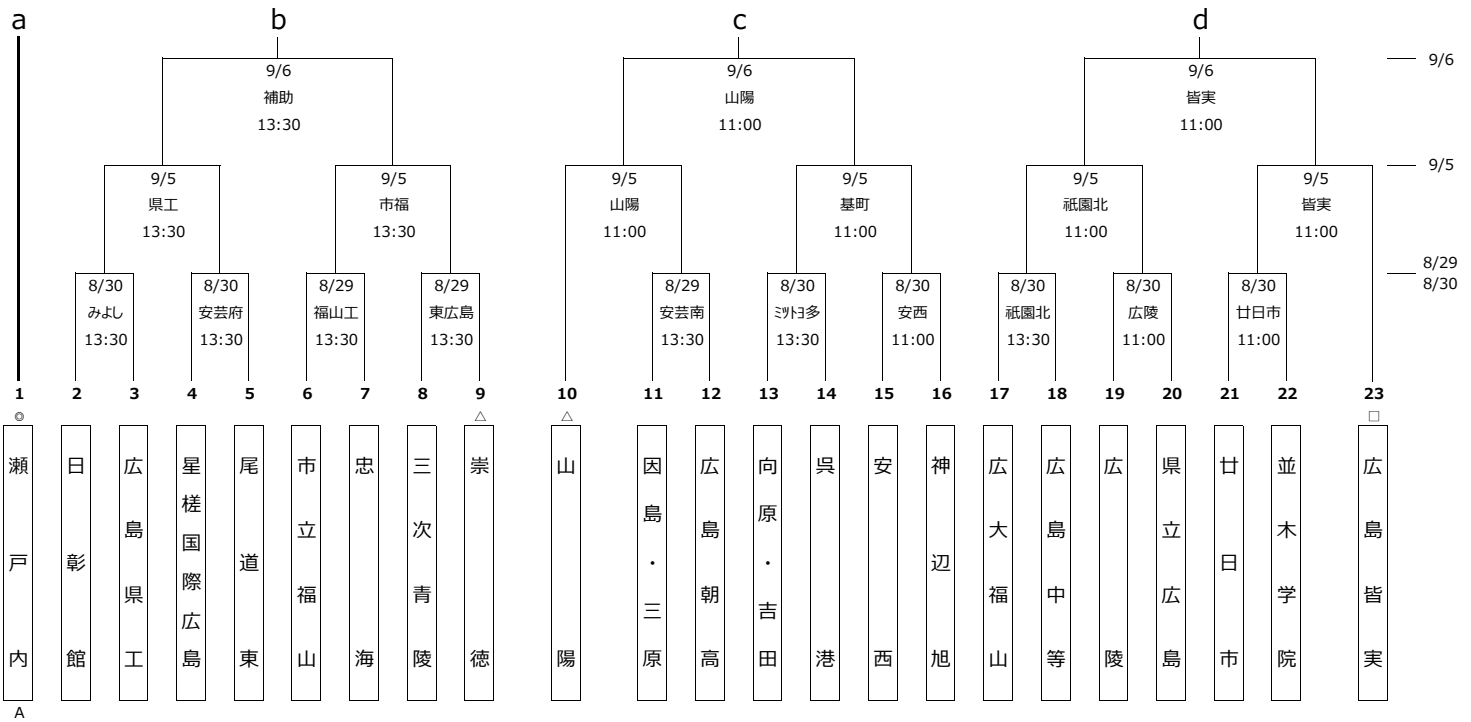 a b c d
9/6 9/6 9/6 9/6
補助 山陽 皆実
13:30 11:00 11:00
9/5 9/5 9/5 9/5 9/5 9/5 9/5
県工 市福 山陽 基町 祇園北 皆実
13:30 13:30 11:00 11:00 11:00 11:00
8/29
8/30
8/30 8/30 8/29 8/29 8/29 8/30 8/30 8/30 8/30 8/30
みよし 安芸府 福山工 東広島 安芸南 ﾐﾂﾄﾖ多 安西 祇園北 広陵 廿日市
13:30 13:30 13:30 13:30 13:30 13:30 11:00 13:30 11:00 11:00
1 2 3 4 5 6 7 8 9 10 11 12 13 14 15 16 17 18 19 20 21 22 23
◎ △ △ □
瀬戸内
日彰館
広島県工
星槎国際広島
尾道東
市立福山
忠海
三次青陵
崇徳
山陽
因島・三原
広島朝高
向原・吉田
呉港
安西
神辺旭
広大福山
広島中等
広陵
県立広島
廿日市
並木学院
広島皆実
A